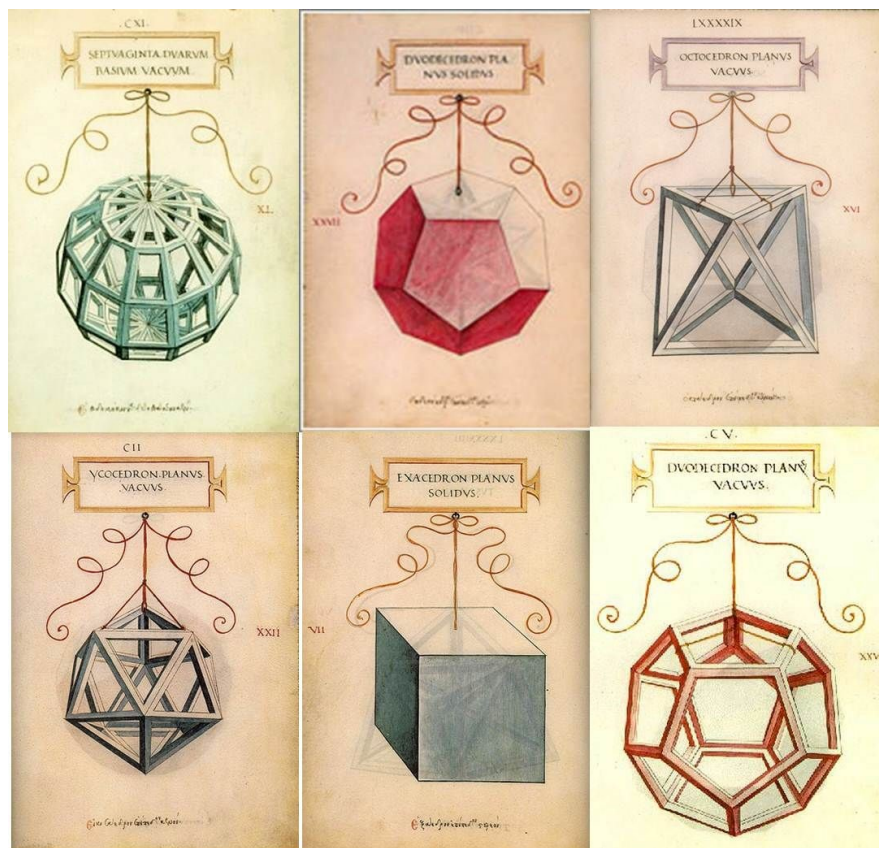 .CXI.
SEPTVAGINTA.DVARVM
BASIVM VACVVM.
XL.
DVODECEDRON PLA
NVS SOLIDVS
XXVII
LXXXXIX
OCTOCEDRON PLANVS
VACVVS.
XVI
CII
YCOCEDRON.PLANVS.
VACVVS.
XXII
EXACEDRON PLANVS
SOLIDVS.
VII
.CV.
DVODECEDRON PLANVS
VACVVS.
XXV